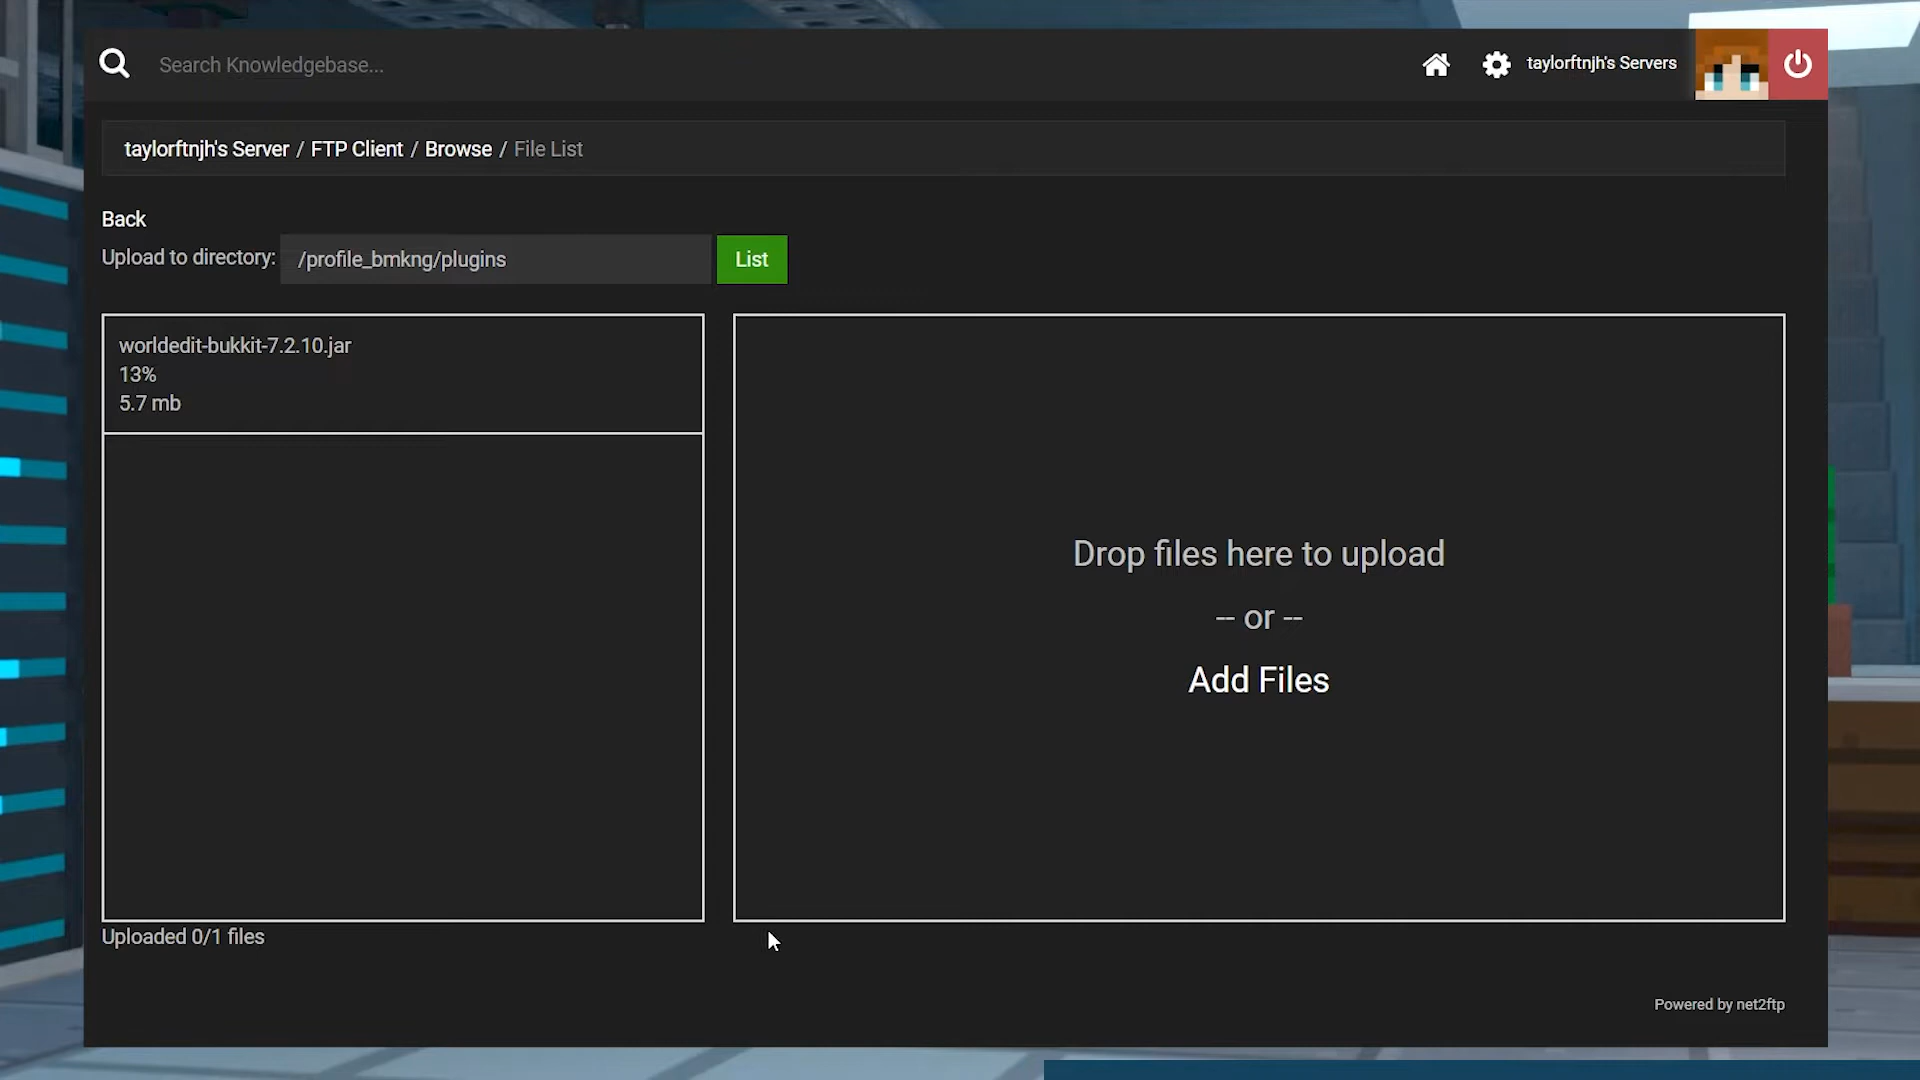 Search Knowledgebase...
taylorftnjh's Servers
taylorftnjh's Server / FTP Client / Browse / File List
Back
Upload to directory: /profile_bmkng/plugins List
worldedit-bukkit-7.2.10.jar
13%
5.7 mb
Drop files here to upload
-- or --
Add Files
Uploaded 0/1 files
Powered by net2ftp